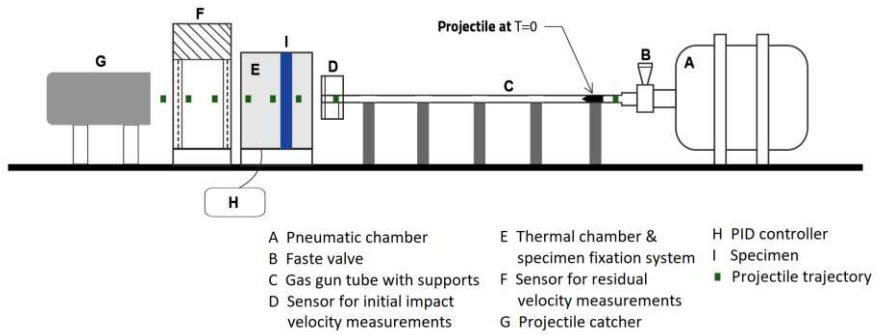 F
Projectile at T=0
I
B
G
E
D
A
C
H
A Pneumatic chamber
B Faste valve
C Gas gun tube with supports
D Sensor for initial impact
velocity measurements
E Thermal chamber &
specimen fixation system
F Sensor for residual
velocity measurements
G Projectile catcher
H PID controller
I Specimen
Projectile trajectory